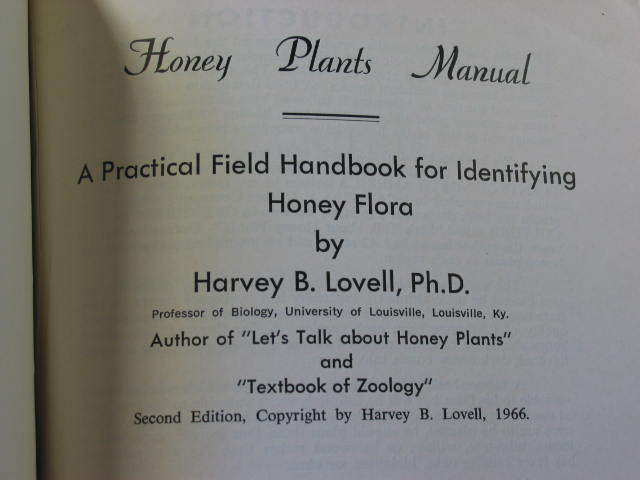 Honey Plants Manual
A Practical Field Handbook for Identifying
Honey Flora
by
Harvey B. Lovell, Ph.D.
Professor of Biology, University of Louisville, Louisville, Ky.
Author of "Let's Talk about Honey Plants"
and
"Textbook of Zoology"
Second Edition, Copyright by Harvey B. Lovell, 1966.